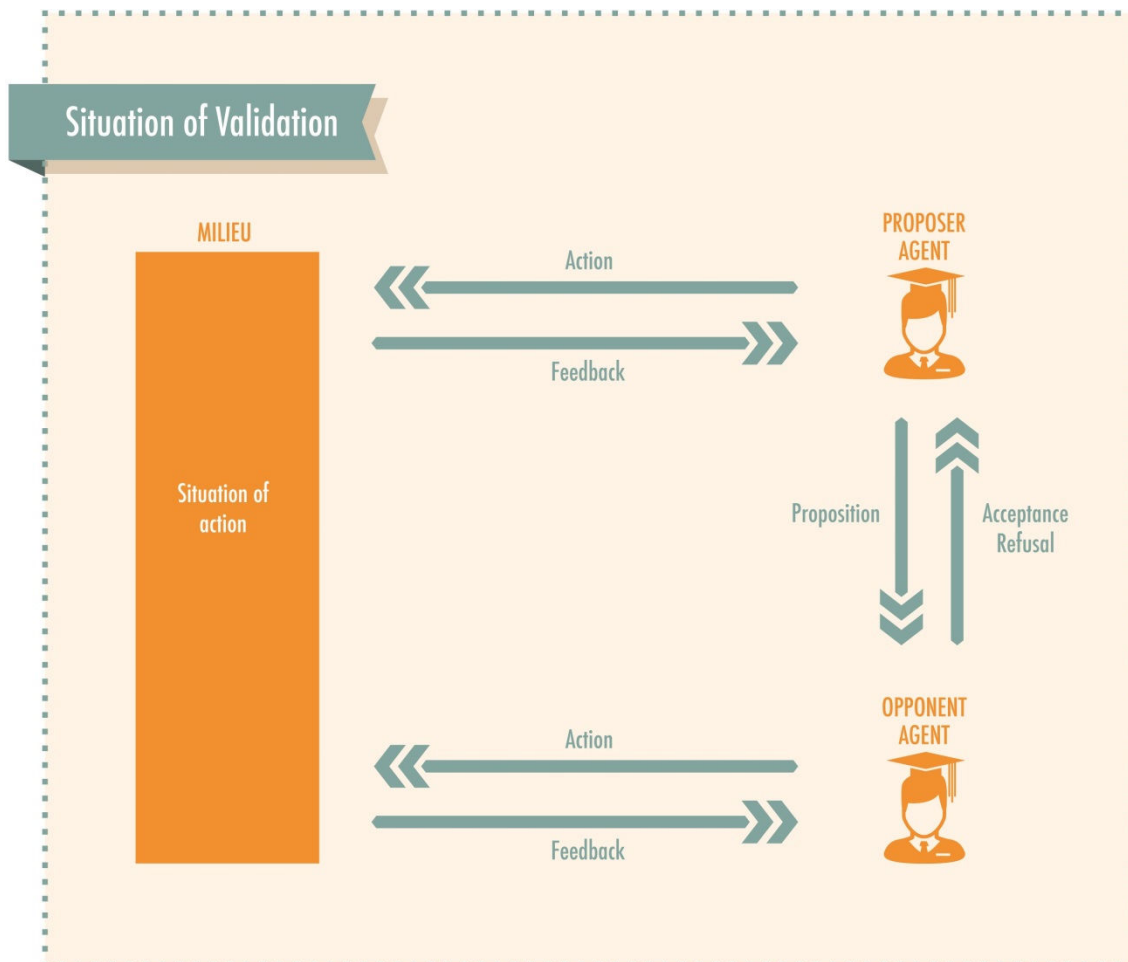 Situation of Validation
MILIEU
PROPOSER
AGENT
Action
Feedback
Situation of
action
Proposition
Acceptance
Refusal
OPPONENT
AGENT
Action
Feedback